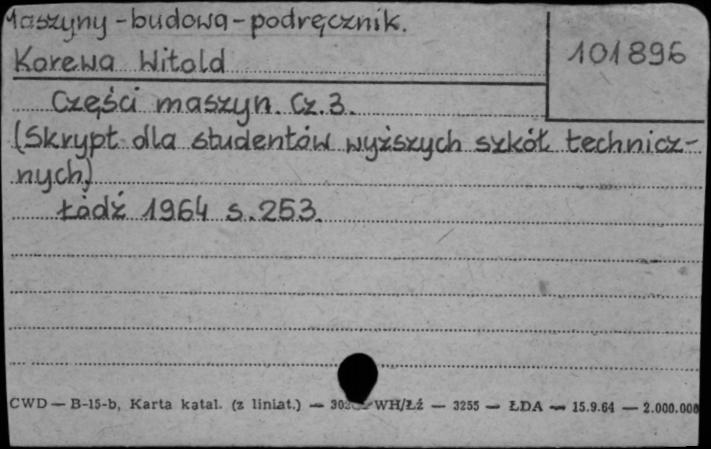 Maszyny-budowa-podręcznik.
Korewa Witold
101896
Części maszyn. Cz.3.
(Skrypt dla studentów wyższych szkół technicz-
nych)
Łódź 1964 s.253.
CWD — B-15-b, Karta katal. (z liniat.) — WH/Łź — 3255 — ŁDA — 15.9.64 — 2.000.000